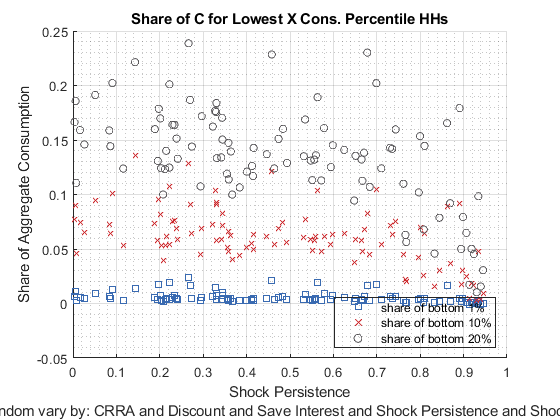 Share of C for Lowest X Cons. Percentile HHs
Share of Aggregate Consumption
0.25
0.2
0.15
0.1
0.05
0
-0.05
0 0.1 0.2 0.3 0.4 0.5 0.6 0.7 0.8 0.9 1
share of bottom 1%
share of bottom 10%
share of bottom 20%
Shock Persistence
ndom vary by: CRRA and Discount and Save Interest and Shock Persistence and Shoc